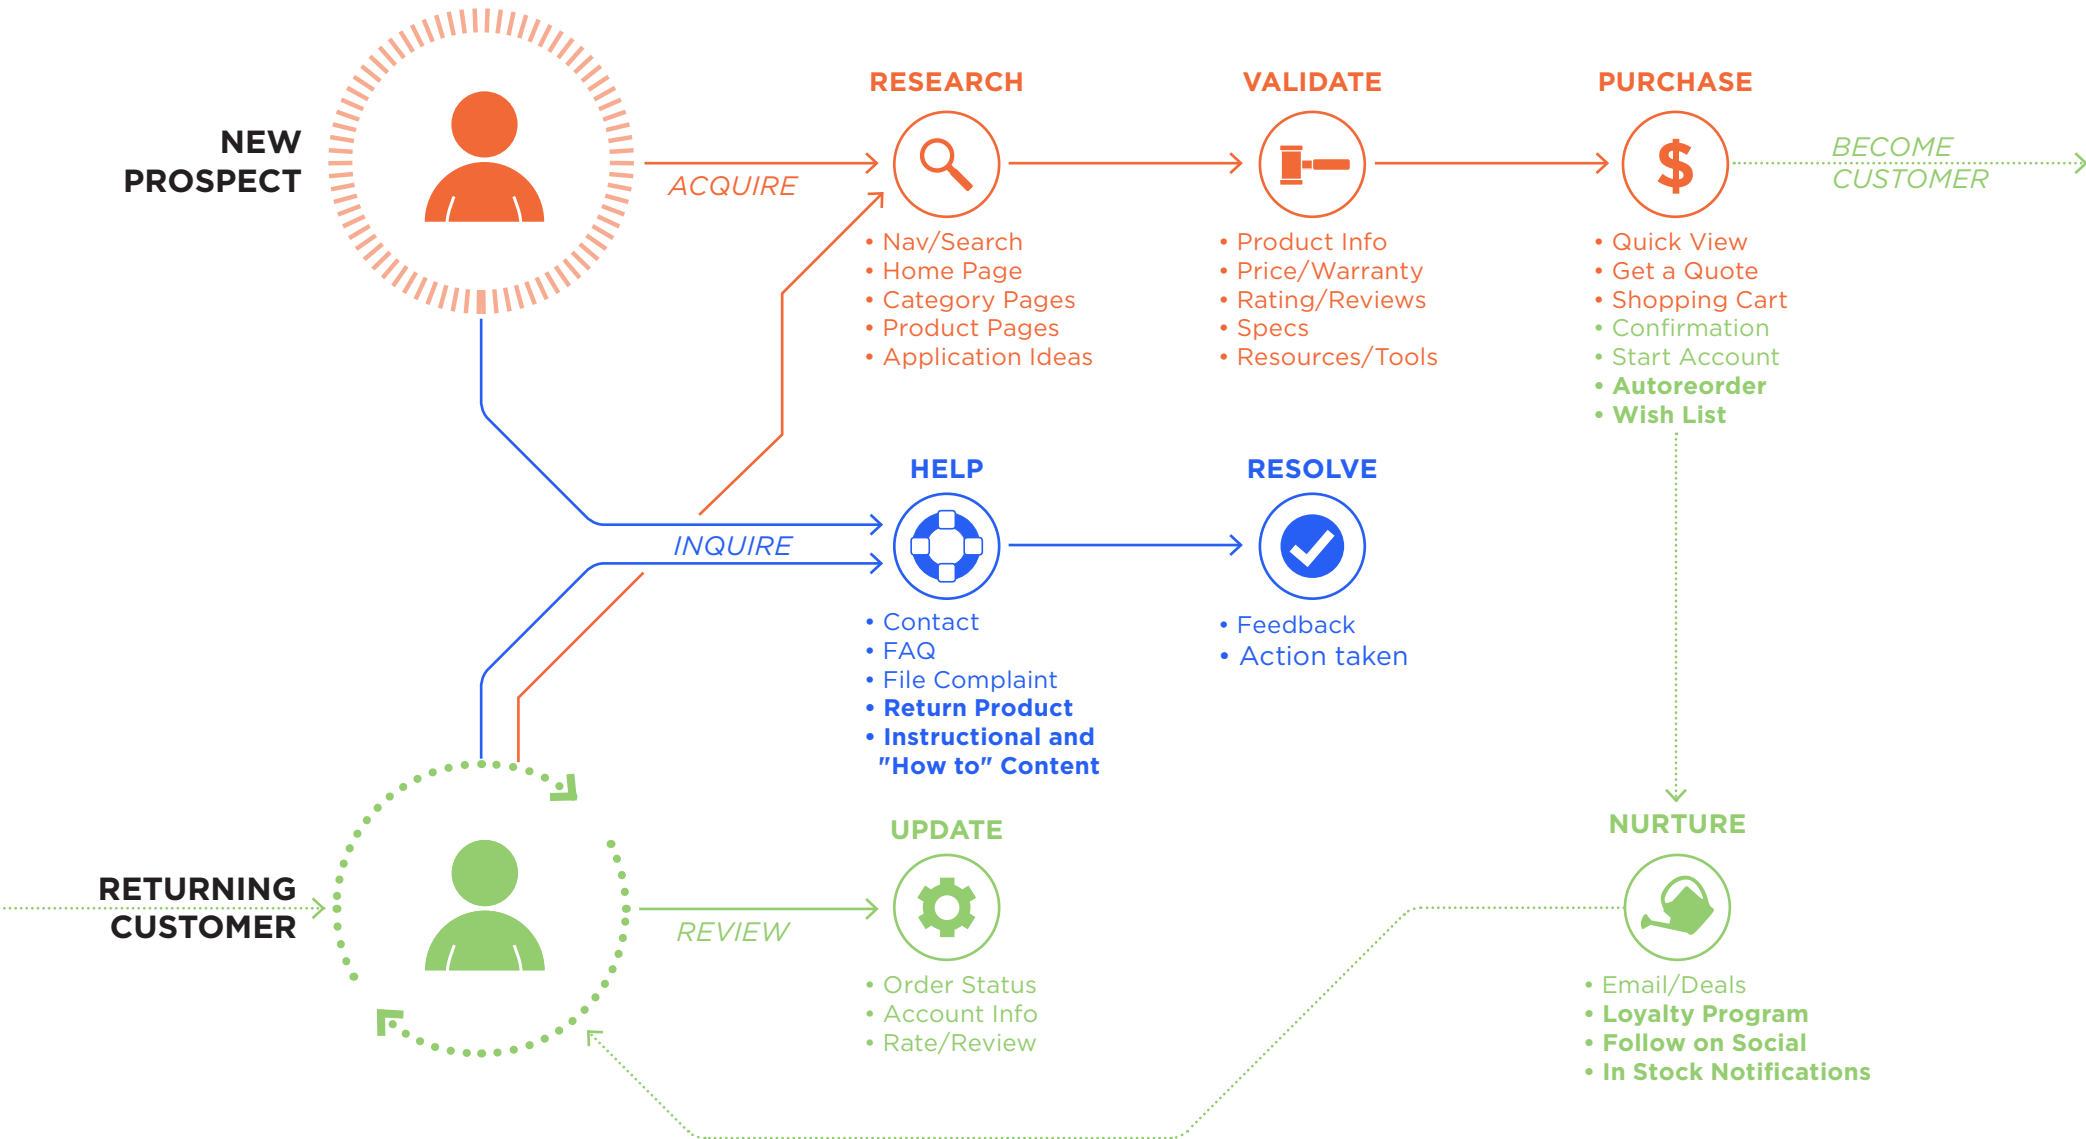 NEW
PROSPECT
ACQUIRE
RESEARCH
• Nav/Search
• Home Page
• Category Pages
• Product Pages
• Application Ideas
VALIDATE
• Product Info
• Price/Warranty
• Rating/Reviews
• Specs
• Resources/Tools
PURCHASE
• Quick View
• Get a Quote
• Shopping Cart
• Confirmation
• Start Account
• Autoreorder
• Wish List
BECOME
CUSTOMER
INQUIRE
HELP
• Contact
• FAQ
• File Complaint
• Return Product
• Instructional and
"How to" Content
RESOLVE
• Feedback
• Action taken
RETURNING
CUSTOMER
REVIEW
UPDATE
• Order Status
• Account Info
• Rate/Review
NURTURE
• Email/Deals
• Loyalty Program
• Follow on Social
• In Stock Notifications